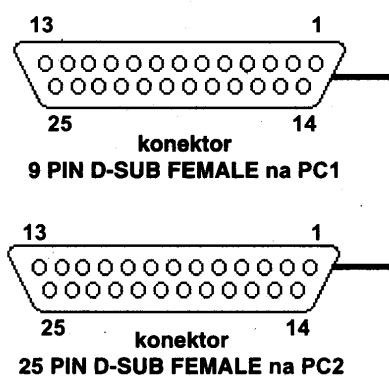 13 1
25 14
konektor
9 PIN D-SUB FEMALE na PC1
13 1
25 14
konektor
25 PIN D-SUB FEMALE na PC2